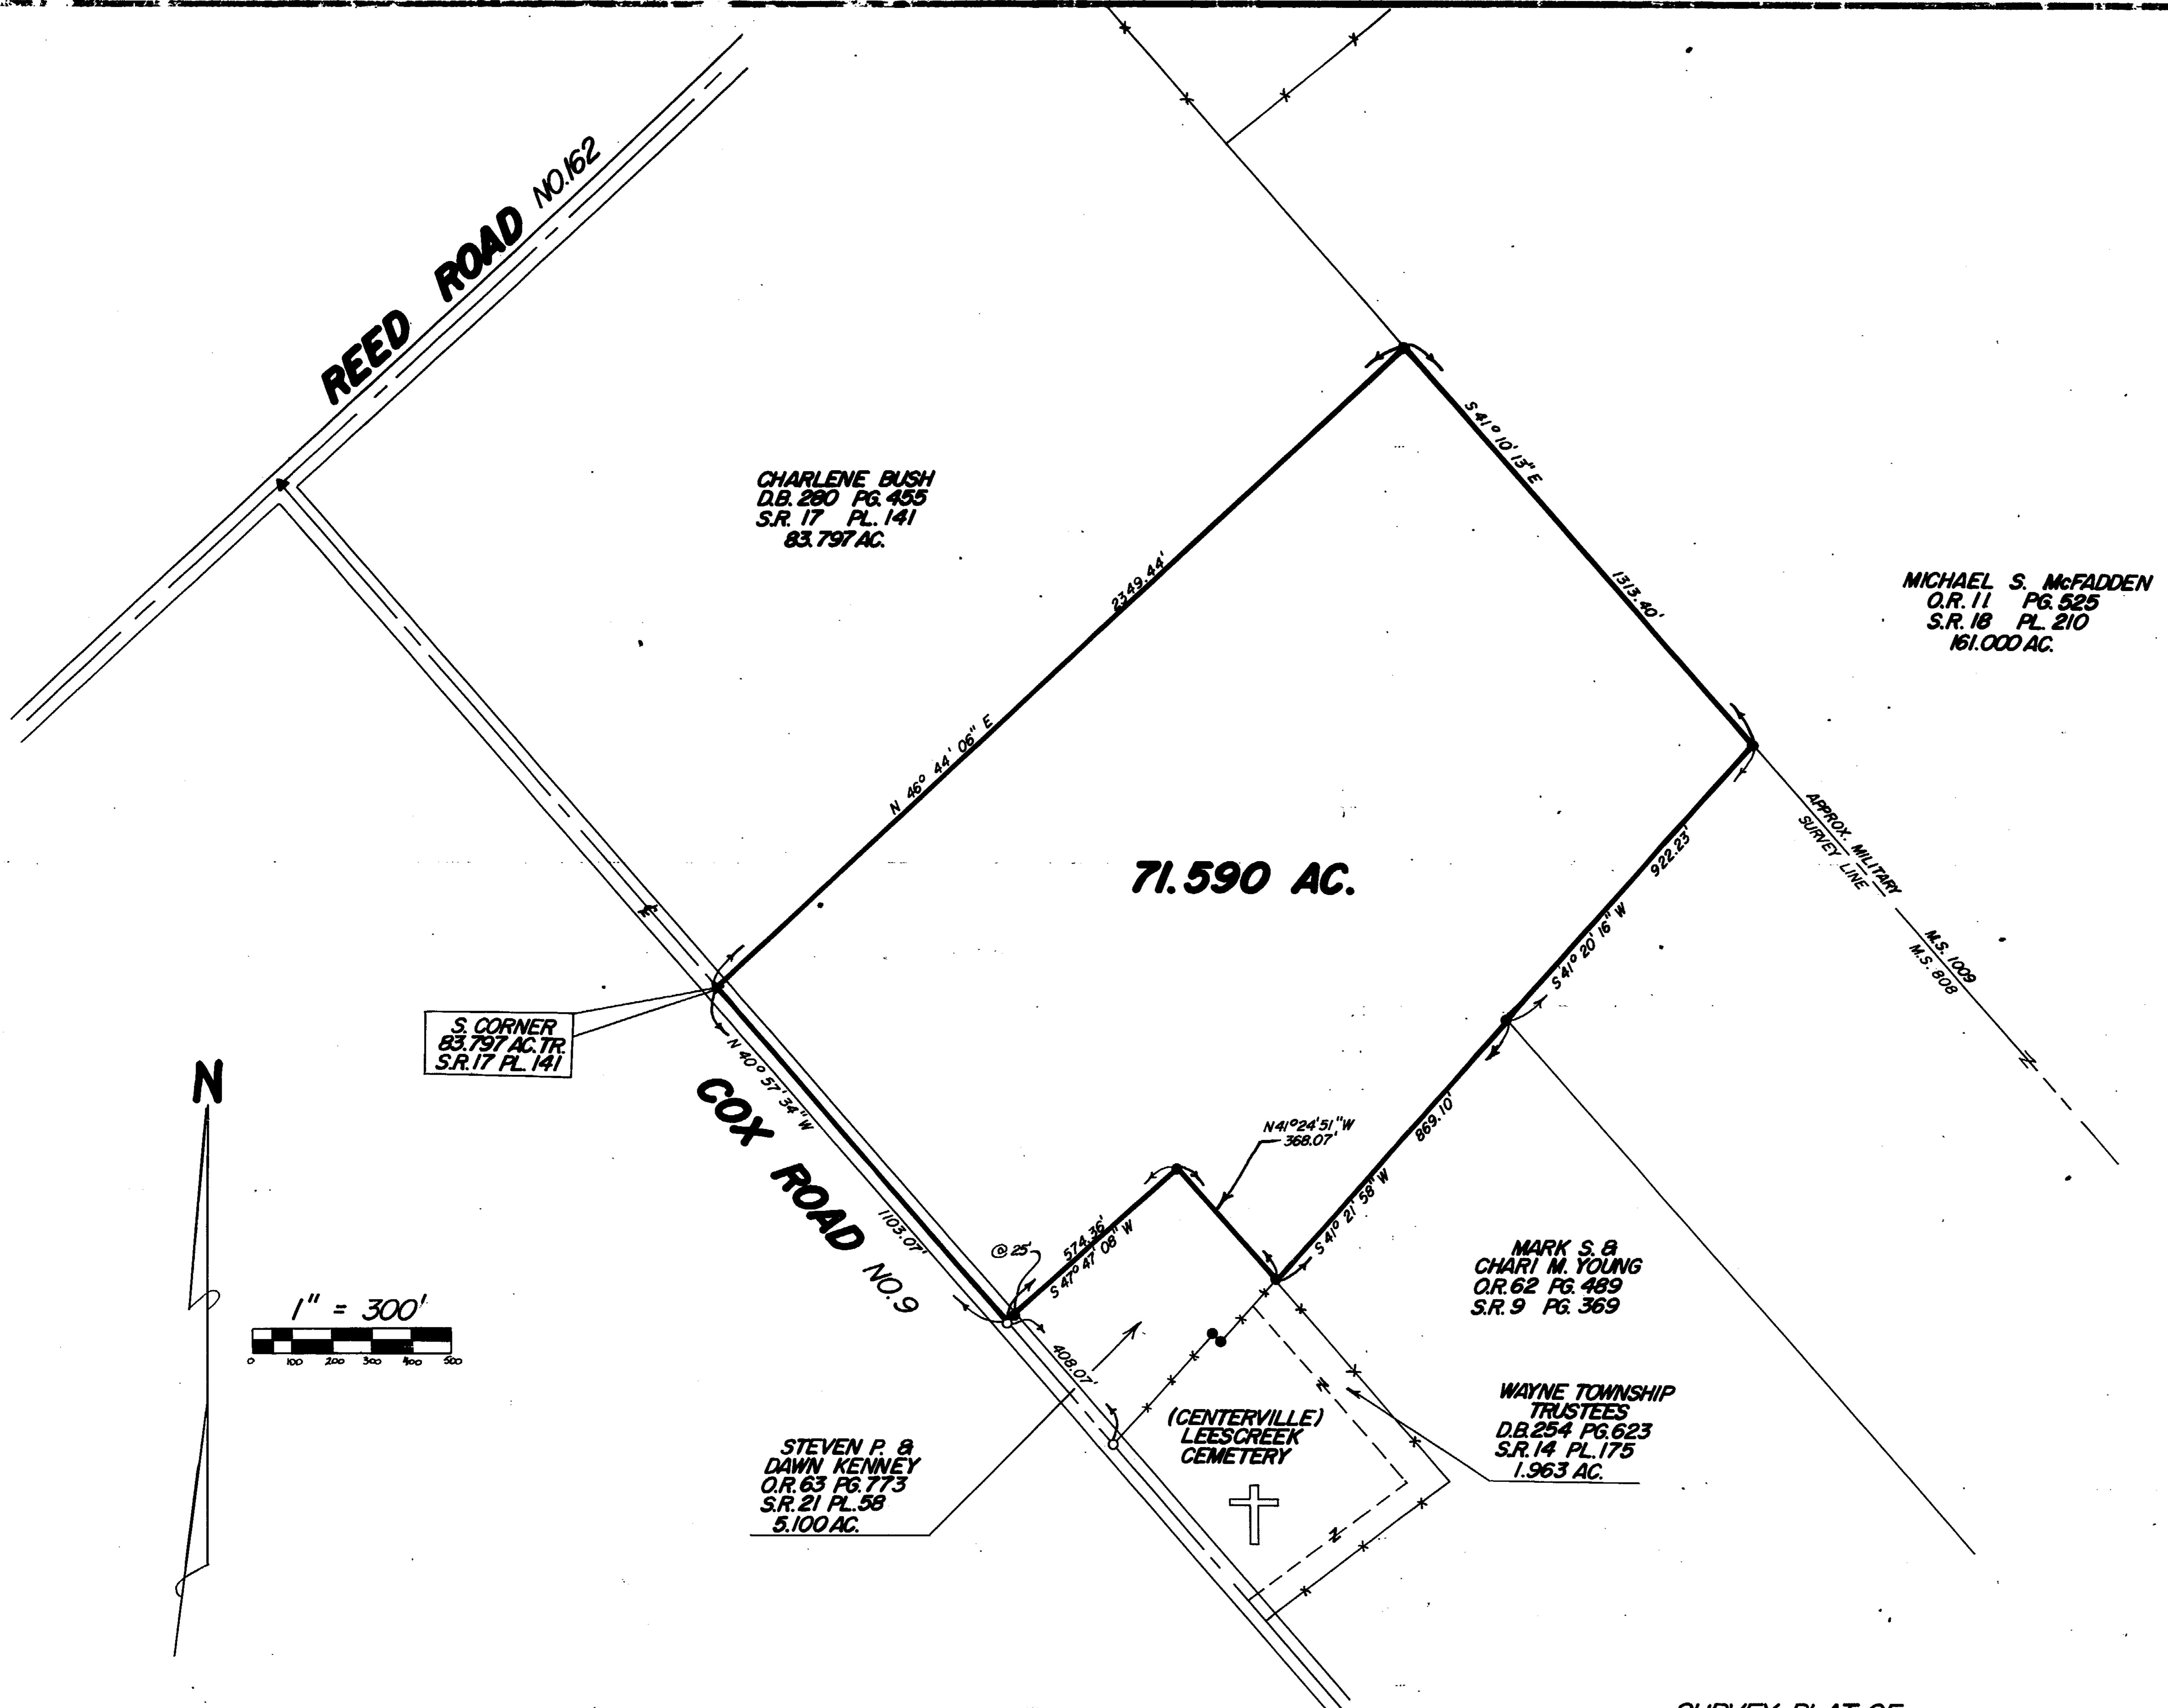 REED ROAD NO.162
CHARLENE BUSH
D.B. 280 PG. 455
S.R. 17 PL. 141
83.797 AC.
S 41° 10' 13" E
1313.40'
MICHAEL S. McFADDEN
O.R. 11 PG. 525
S.R. 18 PL. 210
161.000 AC.
2349.44'
N 46° 44' 06" E
71.590 AC.
922.23'
S 41° 20' 16" W
APPROX. MILITARY
SURVEY LINE
M.S. 1009
M.S. 808
S. CORNER
83.797 AC. TR.
S.R. 17 PL. 141
N
N 40° 57' 34" W
1103.07'
COX ROAD NO. 9
N 41° 24' 51" W
368.07'
869.10'
S 41° 21' 58" W
@ 25'
574.36'
S 47° 47' 08" W
1" = 300'
0 100 200 300 400 500
408.07'
MARK S. &
CHARI M. YOUNG
O.R. 62 PG. 489
S.R. 9 PG. 369
(CENTERVILLE)
LEESCREEK
CEMETERY
WAYNE TOWNSHIP
TRUSTEES
D.B. 254 PG. 623
S.R. 14 PL. 175
1.963 AC.
STEVEN P. &
DAWN KENNEY
O.R. 63 PG. 773
S.R. 21 PL. 58
5.100 AC.
SURVEY PLAT OF